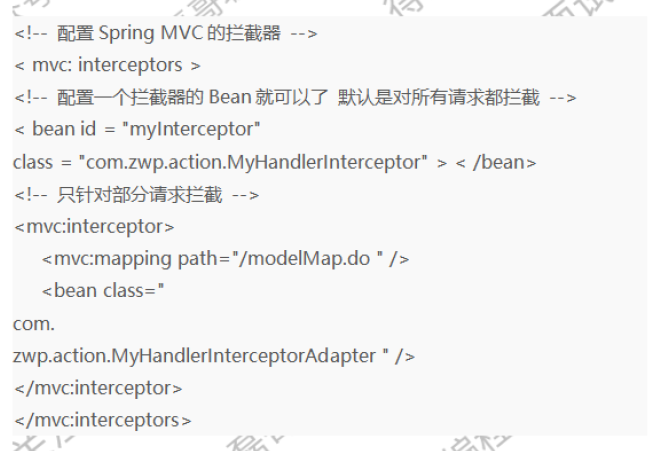 <!-- 配置 Spring MVC 的拦截器 -->
< mvc: interceptors >
<!-- 配置一个拦截器的 Bean 就可以了 默认是对所有请求都拦截 -->
< bean id = "myInterceptor"
class = "com.zwp.action.MyHandlerInterceptor" > < /bean>
<!-- 只针对部分请求拦截 -->
<mvc:interceptor>
<mvc:mapping path="/modelMap.do " />
<bean class="
com.
zwp.action.MyHandlerInterceptorAdapter " />
</mvc:interceptor>
</mvc:interceptors>